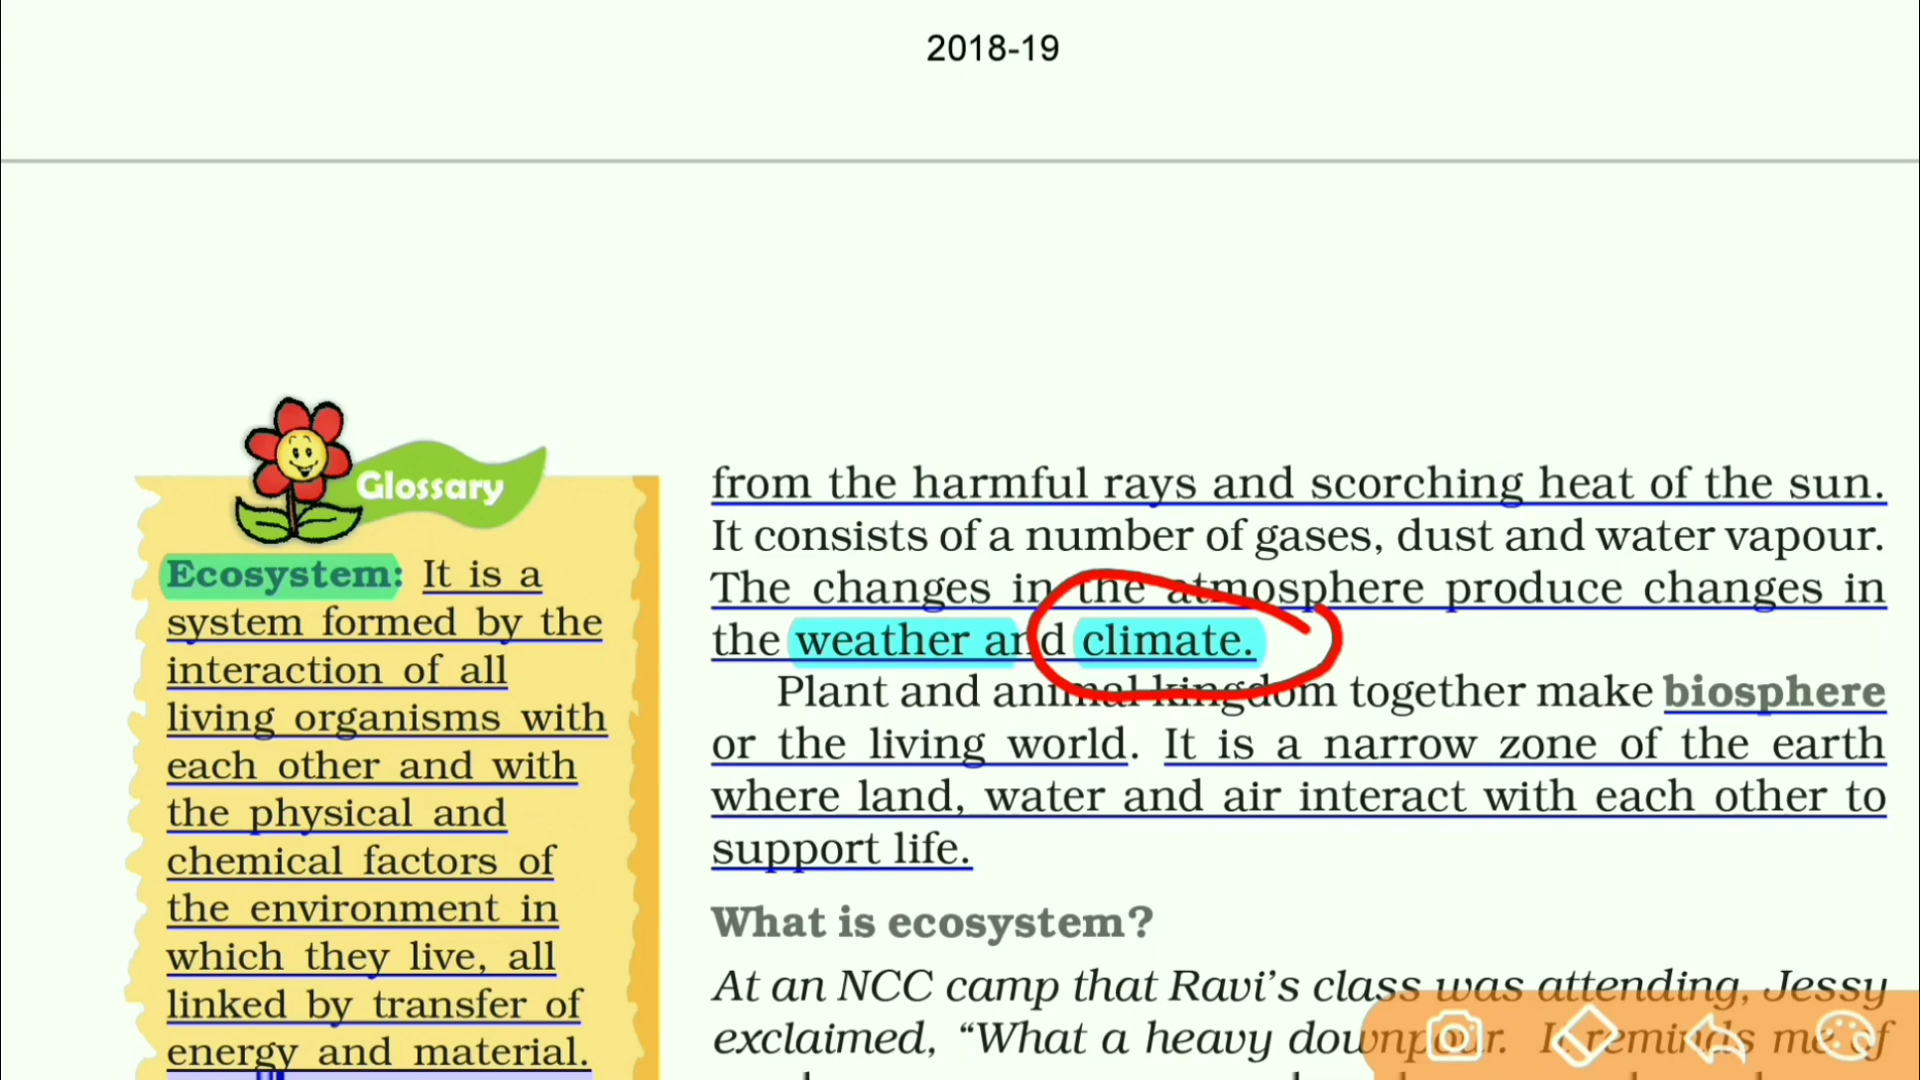 2018-19
Glossary
Ecosystem: It is a
system formed by the
interaction of all
living organisms with
each other and with
the physical and
chemical factors of
the environment in
which they live, all
linked by transfer of
energy and material.
from the harmful rays and scorching heat of the sun.
It consists of a number of gases, dust and water vapour.
The changes in the atmosphere produce changes in
the weather and climate.
Plant and animal kingdom together make biosphere
or the living world. It is a narrow zone of the earth
where land, water and air interact with each other to
support life.
What is ecosystem?
At an NCC camp that Ravi’s class was attending, Jessy
exclaimed, “What a heavy downpour. It reminds me of